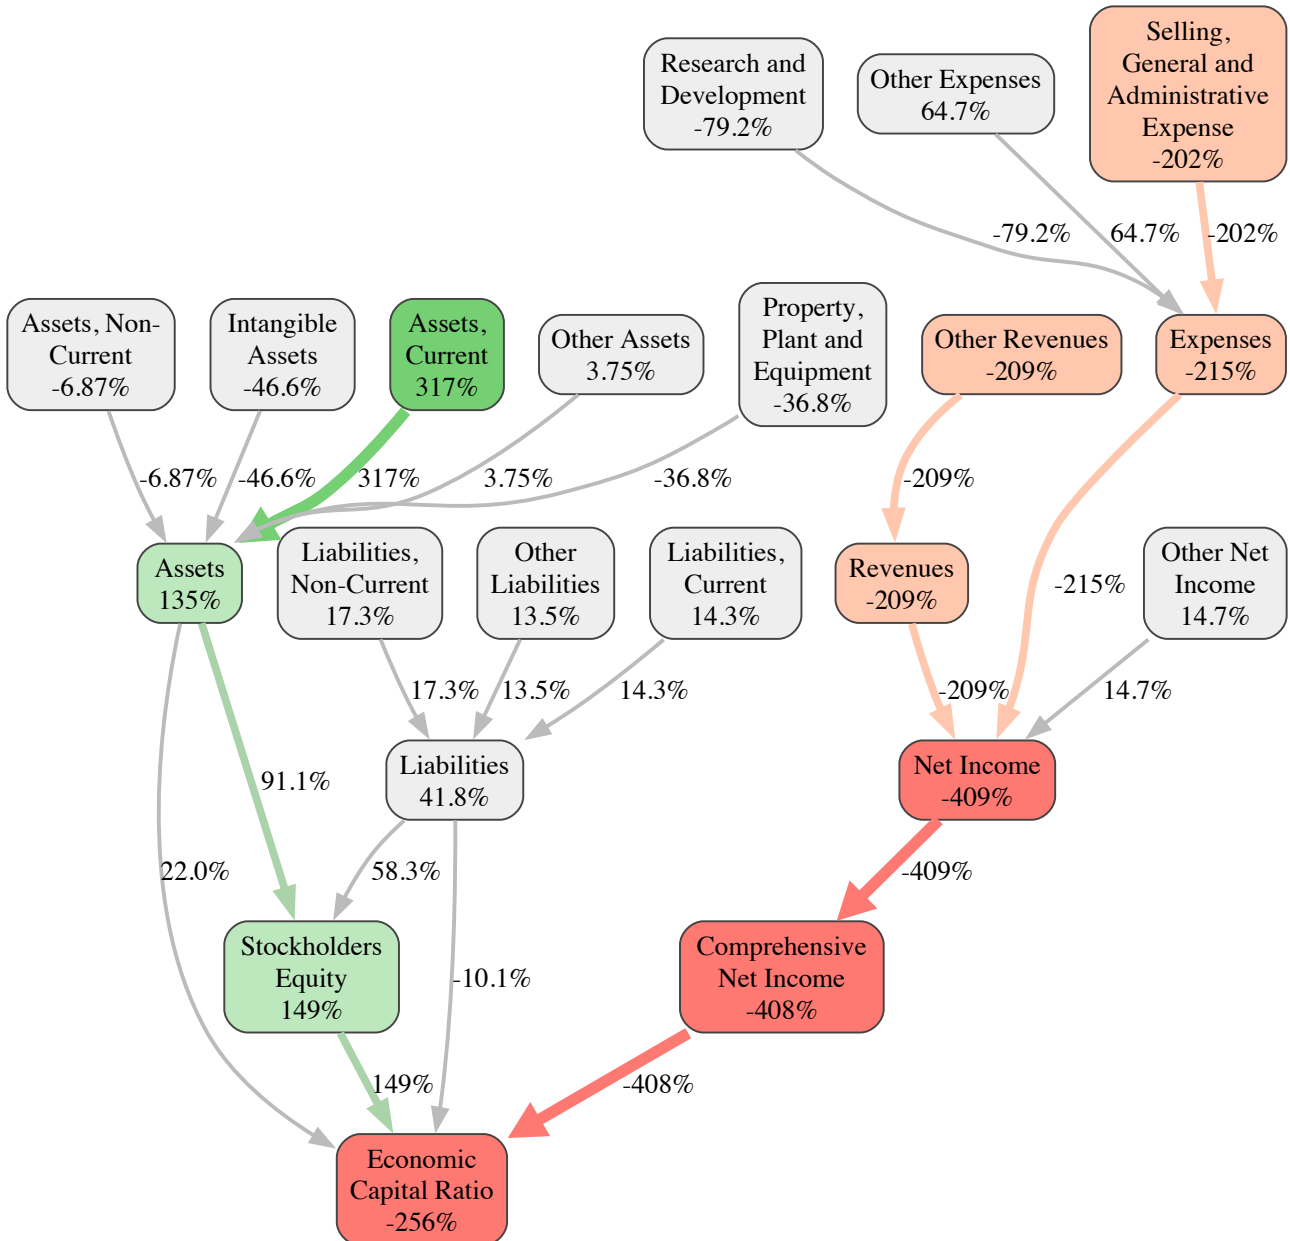 Selling,
General and
Administrative
Expense
-202%
Research and
Development
-79.2%
Other Expenses
64.7%
-79.2%
64.7%
-202%
Assets, Non-
Current
-6.87%
Intangible
Assets
-46.6%
Assets,
Current
317%
Other Assets
3.75%
Property,
Plant and
Equipment
-36.8%
Other Revenues
-209%
Expenses
-215%
-6.87%
-46.6%
317%
3.75%
-36.8%
-209%
Assets
135%
Liabilities,
Non-Current
17.3%
Other
Liabilities
13.5%
Liabilities,
Current
14.3%
Revenues
-209%
-215%
Other Net
Income
14.7%
17.3%
13.5%
14.3%
-209%
14.7%
91.1%
Liabilities
41.8%
Net Income
-409%
22.0%
58.3%
-409%
Stockholders
Equity
149%
-10.1%
Comprehensive
Net Income
-408%
149%
-408%
Economic
Capital Ratio
-256%